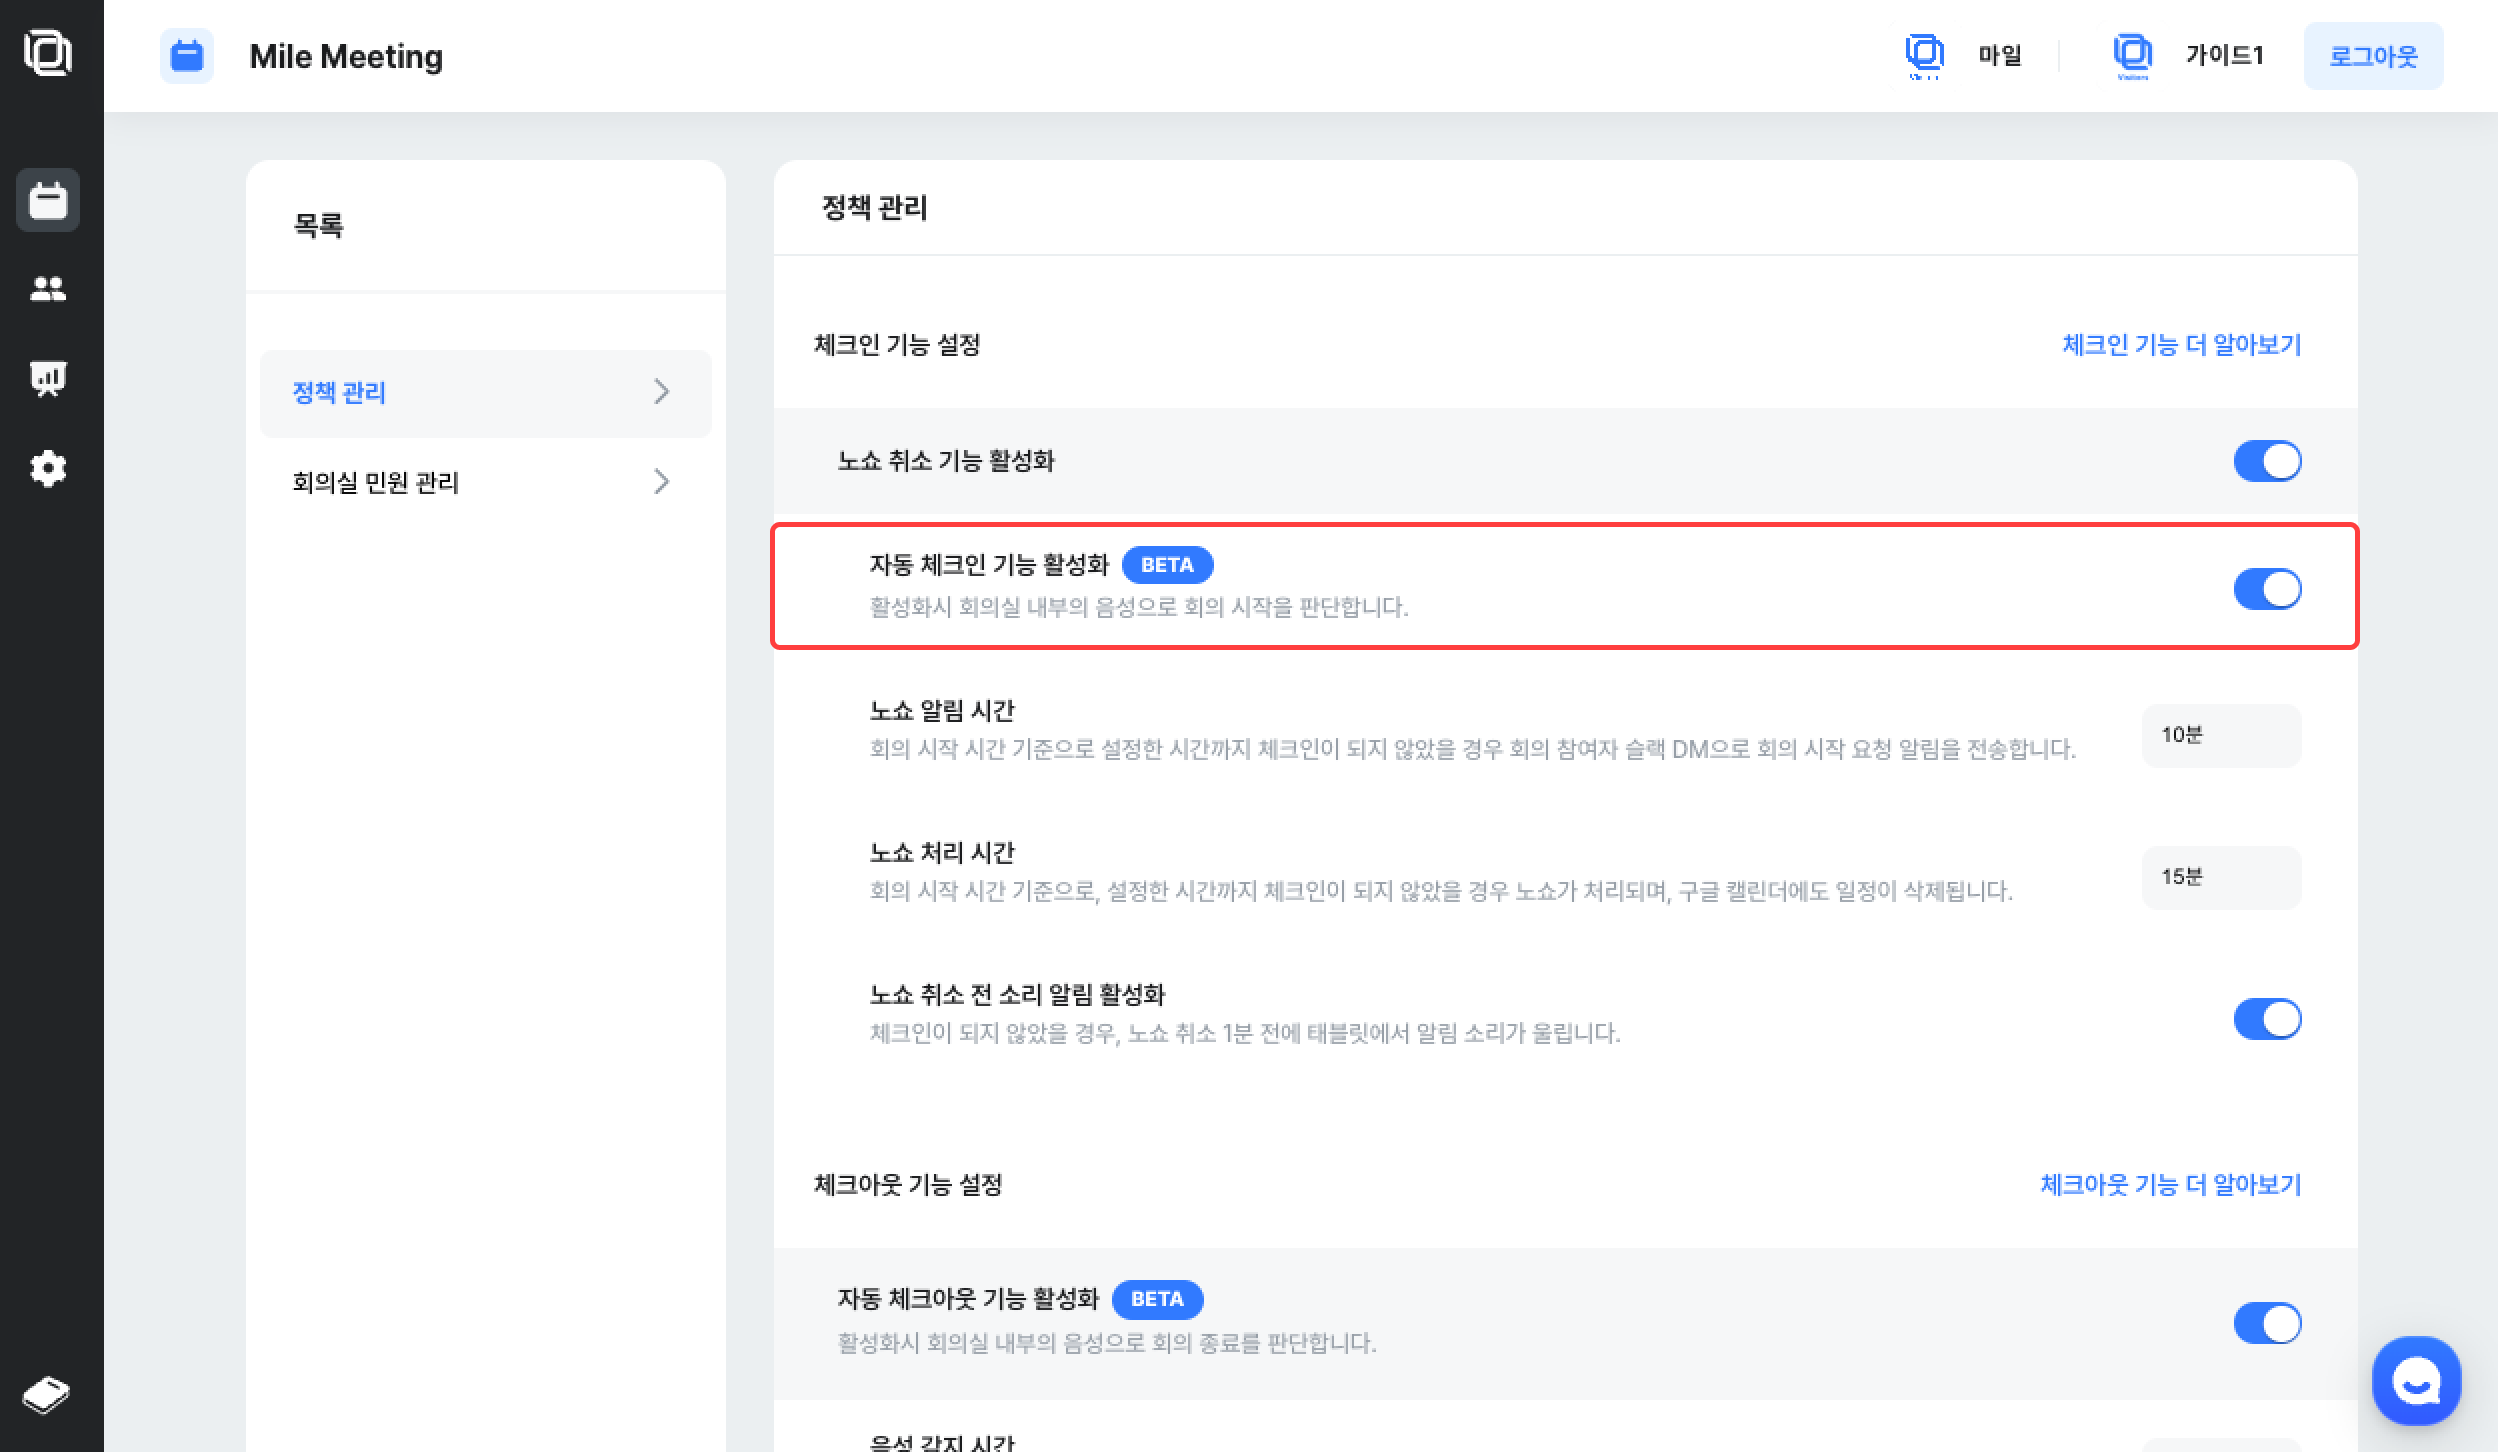 Mile Meeting
마일
가이드1
로그아웃
목록
정책 관리
회의실 민원 관리
정책 관리
체크인 기능 설정
체크인 기능 더 알아보기
노쇼 취소 기능 활성화
자동 체크인 기능 활성화 BETA
활성화시 회의실 내부의 음성으로 회의 시작을 판단합니다.
노쇼 알림 시간
회의 시작 시간 기준으로 설정한 시간까지 체크인이 되지 않았을 경우 회의 참여자 슬랙 DM으로 회의 시작 요청 알림을 전송합니다.
10분
노쇼 처리 시간
회의 시작 시간 기준으로, 설정한 시간까지 체크인이 되지 않았을 경우 노쇼가 처리되며, 구글 캘린더에도 일정이 삭제됩니다.
15분
노쇼 취소 전 소리 알림 활성화
체크인이 되지 않았을 경우, 노쇼 취소 1분 전에 태블릿에서 알림 소리가 울립니다.
체크아웃 기능 설정
체크아웃 기능 더 알아보기
자동 체크아웃 기능 활성화 BETA
활성화시 회의실 내부의 음성으로 회의 종료를 판단합니다.
음성 감지 시간